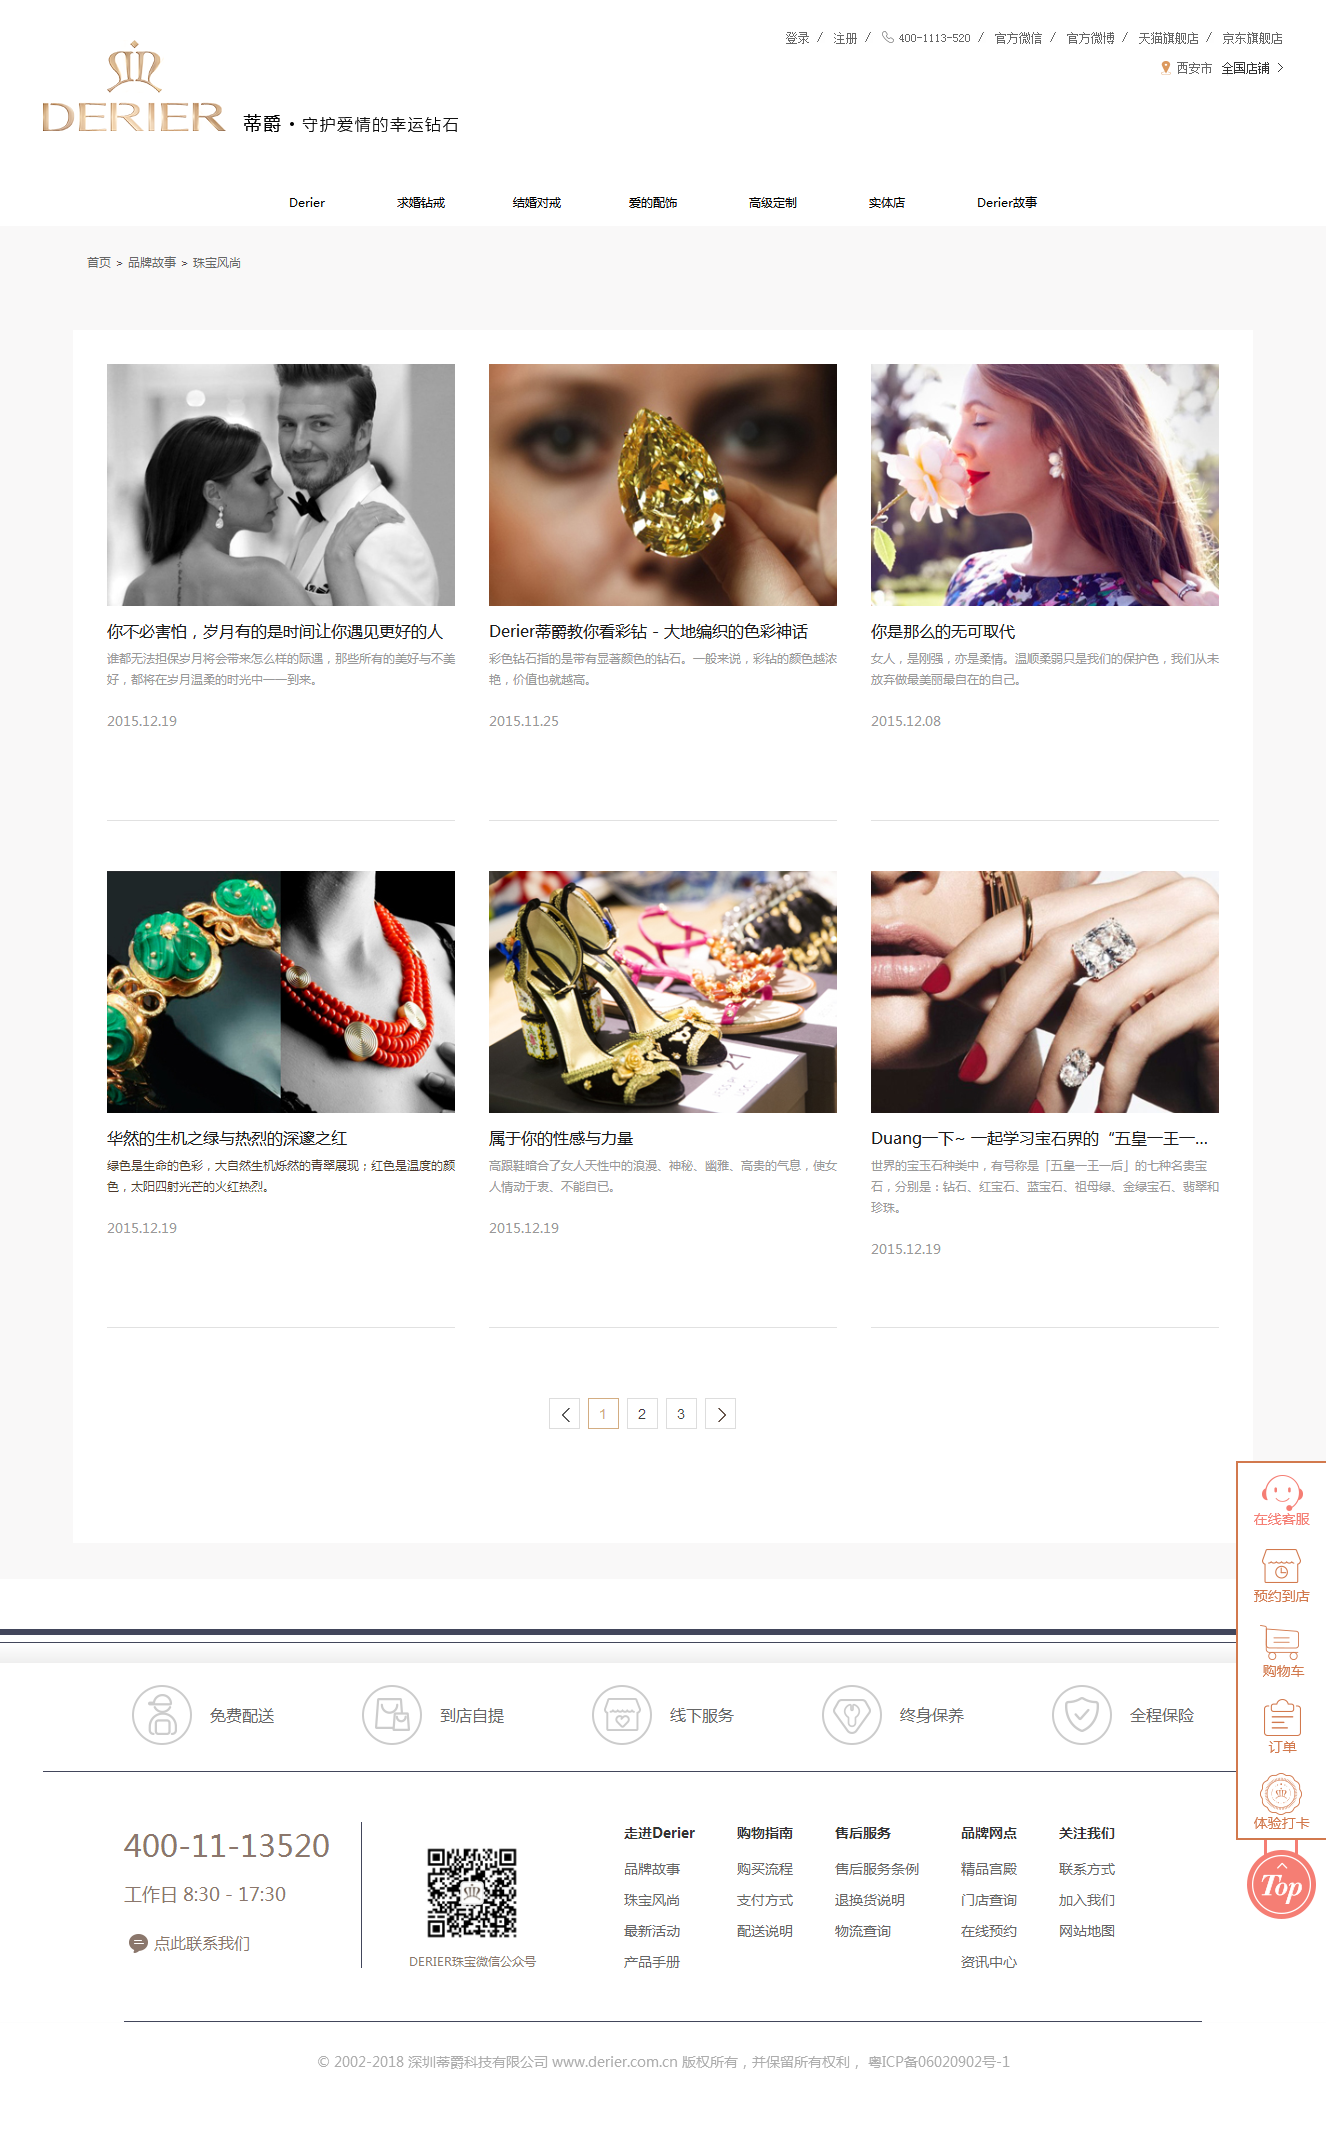 登录 / 注册 / 400-1113-520 / 官方微信 / 官方微博 / 天猫旗舰店 / 京东旗舰店
西安市 全国店铺 >
DERIER 蒂爵·守护爱情的幸运钻石
Derier 求婚钻戒 结婚对戒 爱的配饰 高级定制 实体店 Derier故事
首页 > 品牌故事 > 珠宝风尚
你不必害怕，岁月有的是时间让你遇见更好的人
谁都无法担保岁月将会带来怎么样的际遇，那些所有的美好与不美
好，都将在岁月温柔的时光中一一到来。
2015.12.19
Derier蒂爵教你看彩钻 - 大地编织的色彩神话
彩色钻石指的是带有显著颜色的钻石。一般来说，彩钻的颜色越浓
艳，价值也就越高。
2015.11.25
你是那么的无可取代
女人，是刚强，亦是柔情。温顺柔弱只是我们的保护色，我们从未
放弃做最美丽最自在的自己。
2015.12.08
华然的生机之绿与热烈的深邃之红
绿色是生命的色彩，大自然生机烁然的青翠展现；红色是温度的颜
色，太阳四射光芒的火红热烈。
2015.12.19
属于你的性感与力量
高跟鞋暗合了女人天性中的浪漫、神秘、幽雅、高贵的气息，使女
人情动于衷、不能自已。
2015.12.19
Duang一下~ 一起学习宝石界的“五皇一王一...
世界的宝玉石种类中，有号称是「五皇一王一后」的七种名贵宝
石，分别是：钻石、红宝石、蓝宝石、祖母绿、金绿宝石、翡翠和
珍珠。
2015.12.19
1 2 3
在线客服
预约到店
购物车
订单
体验打卡
Top
免费配送 到店自提 线下服务 终身保养 全程保险
400-11-13520
工作日 8:30 - 17:30
点此联系我们
DERIER珠宝微信公众号
走进Derier 购物指南 售后服务 品牌网点 关注我们
品牌故事 购买流程 售后服务条例 精品宫殿 联系方式
珠宝风尚 支付方式 退换货说明 门店查询 加入我们
最新活动 配送说明 物流查询 在线预约 网站地图
产品手册 资讯中心
© 2002-2018 深圳蒂爵科技有限公司 www.derier.com.cn 版权所有，并保留所有权利， 粤ICP备06020902号-1